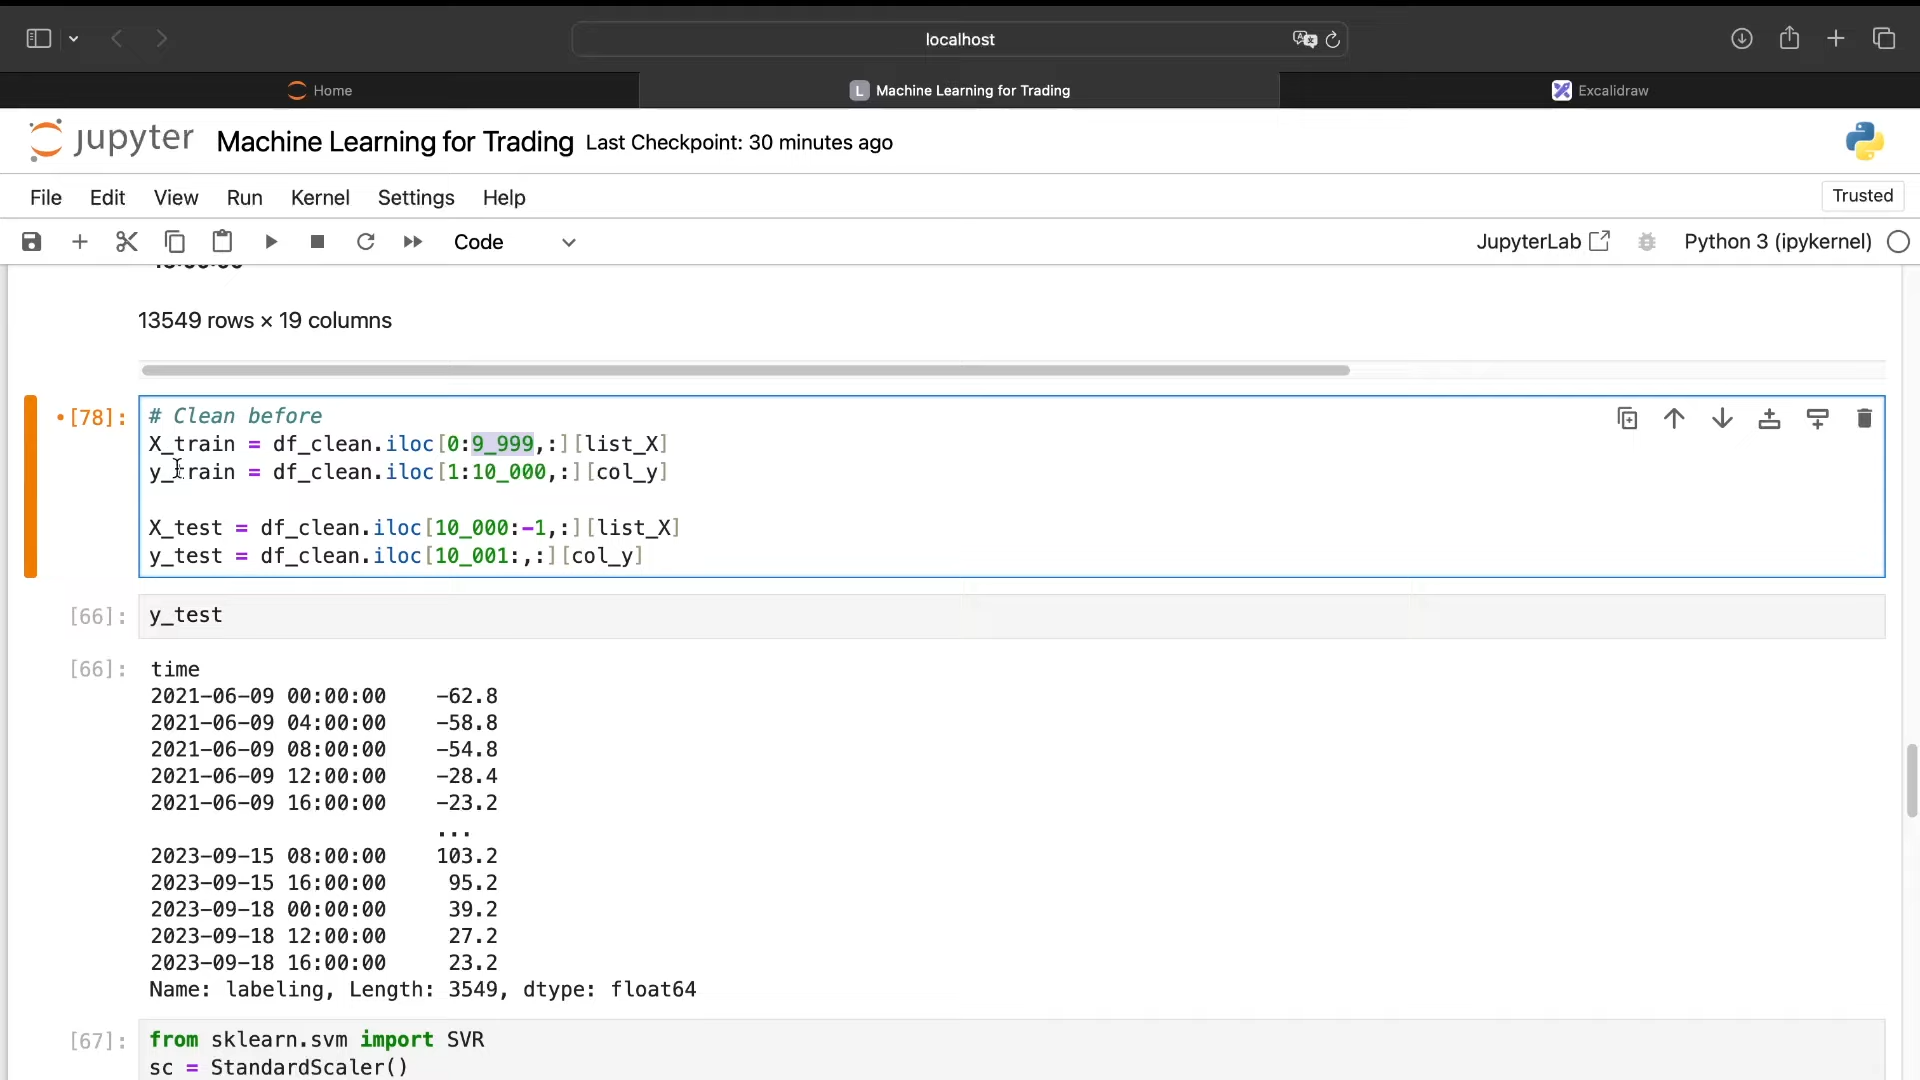 localhost
Home
L Machine Learning for Trading
Excalidraw
jupyter Machine Learning for Trading Last Checkpoint: 30 minutes ago
File Edit View Run Kernel Settings Help
Trusted
Code
JupyterLab
Python 3 (ipykernel)
13549 rows × 19 columns
•[78]:
# Clean before
X_train = df_clean.iloc[0:9_999,:][list_X]
y_train = df_clean.iloc[1:10_000,:][col_y]
X_test = df_clean.iloc[10_000:-1,:][list_X]
y_test = df_clean.iloc[10_001:,:][col_y]
[66]: y_test
[66]: time
2021-06-09 00:00:00 -62.8
2021-06-09 04:00:00 -58.8
2021-06-09 08:00:00 -54.8
2021-06-09 12:00:00 -28.4
2021-06-09 16:00:00 -23.2
...
2023-09-15 08:00:00 103.2
2023-09-15 16:00:00 95.2
2023-09-18 00:00:00 39.2
2023-09-18 12:00:00 27.2
2023-09-18 16:00:00 23.2
Name: labeling, Length: 3549, dtype: float64
[67]: from sklearn.svm import SVR
sc = StandardScaler()